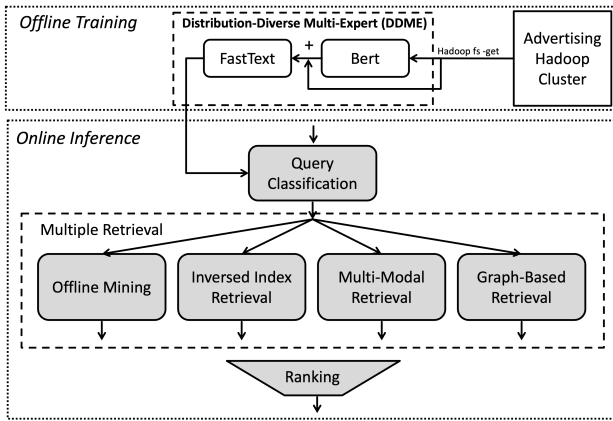 Offline Training
Distribution-Diverse Multi-Expert (DDME)
FastText
+
Bert
Hadoop fs -get
Advertising
Hadoop
Cluster
Online Inference
Query
Classification
Multiple Retrieval
Offline Mining
Inversed Index
Retrieval
Multi-Modal
Retrieval
Graph-Based
Retrieval
Ranking